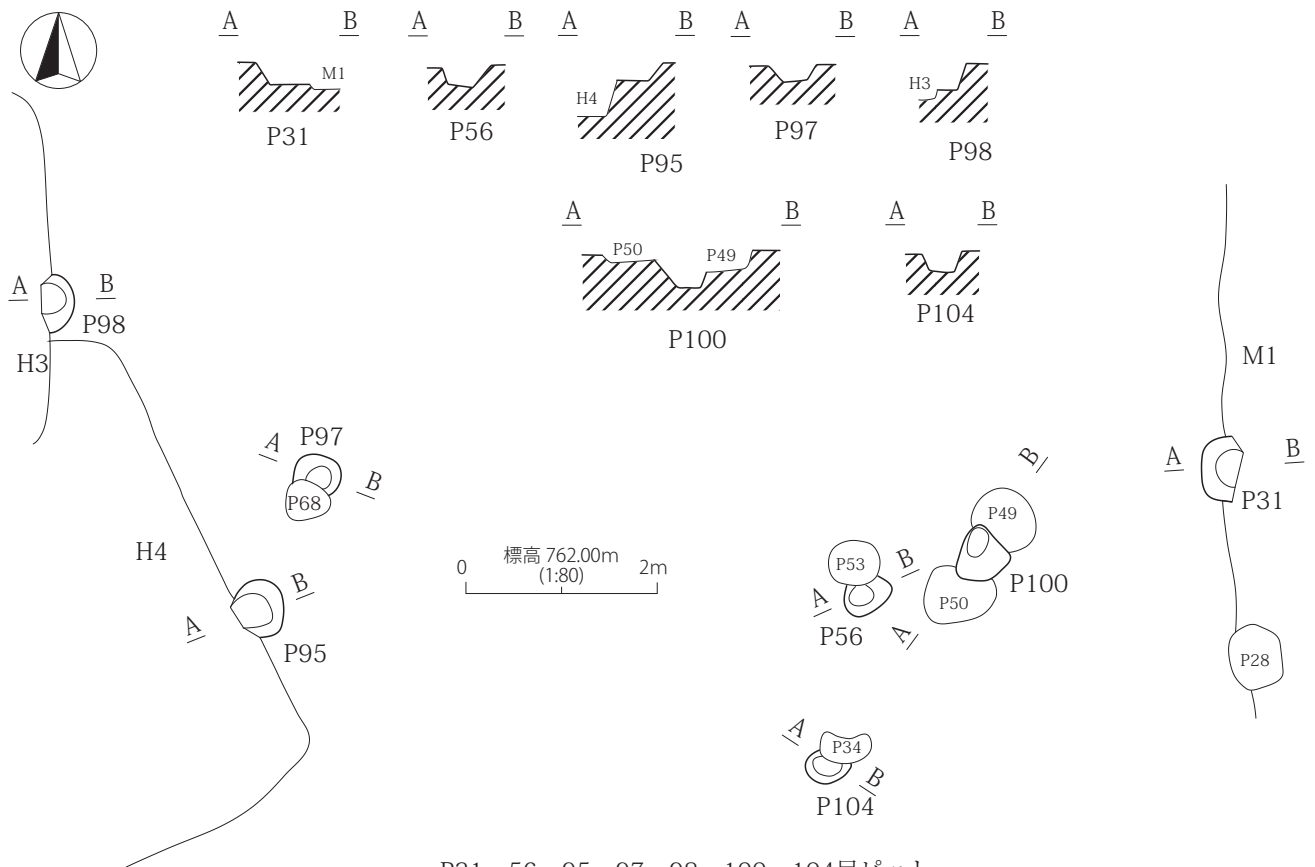 A B A B A B A B A B
M1
H4
H3
P31
P56
P95
P97
P98
A B A B
P50 P49
P100
P104
A B
P98
H3
M1
A P97
B
P68
B
A B
P31
P49
H4
標高 762.00m
0 2m
(1:80)
P53 B
P100
A P50
P56 A
B
A
P95
P28
A P34
B
P104